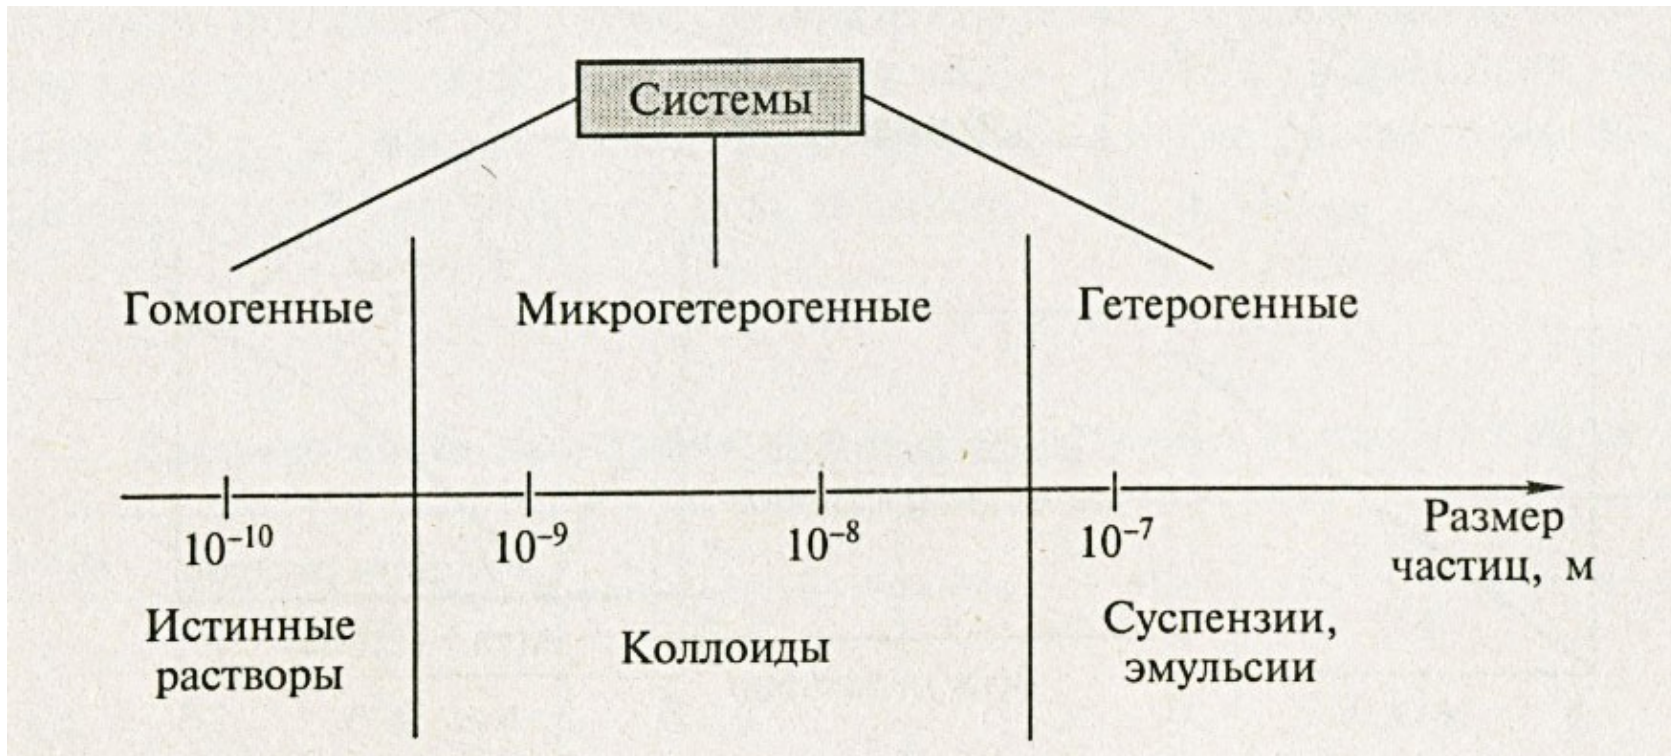 Системы
Гомогенные
Микрогетерогенные
Гетерогенные
10⁻¹⁰
10⁻⁹
10⁻⁸
10⁻⁷
Размер
частиц, м
Истинные
растворы
Коллоиды
Суспензии,
эмульсии